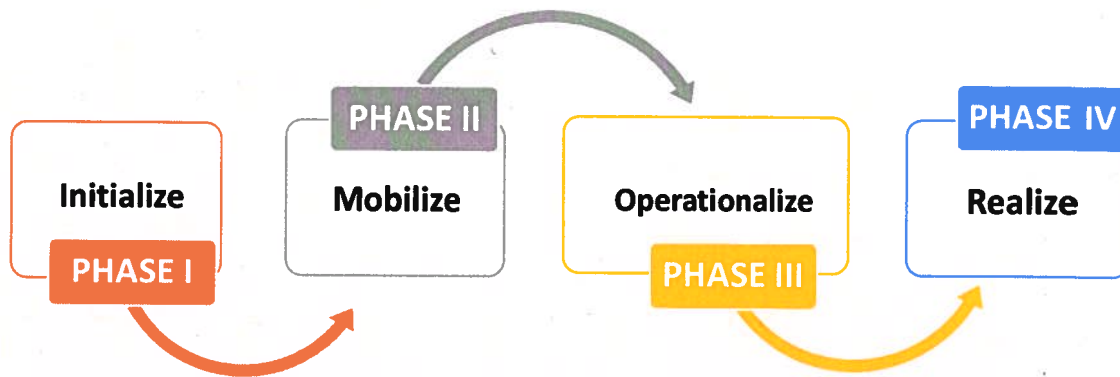 Initialize
PHASE I
PHASE II
Mobilize
Operationalize
PHASE III
PHASE IV
Realize